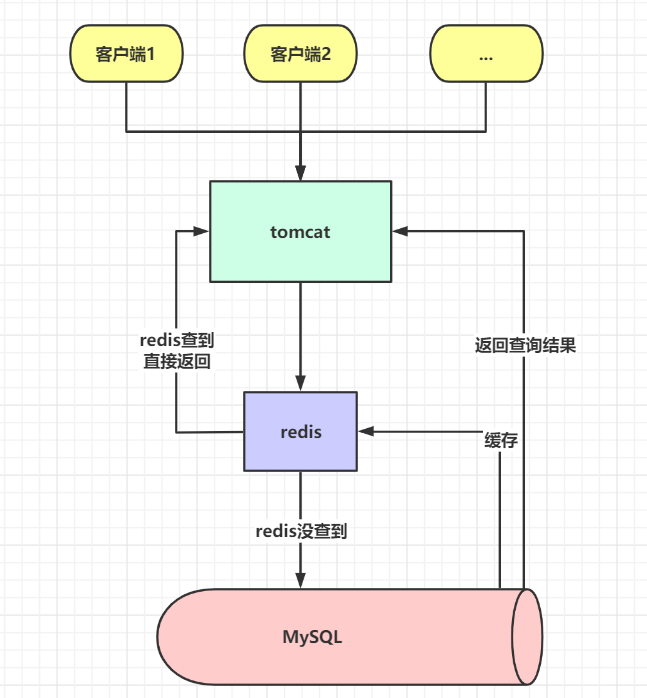 客户端1
客户端2
...
tomcat
redis查到
直接返回
返回查询结果
redis
缓存
redis没查到
MySQL